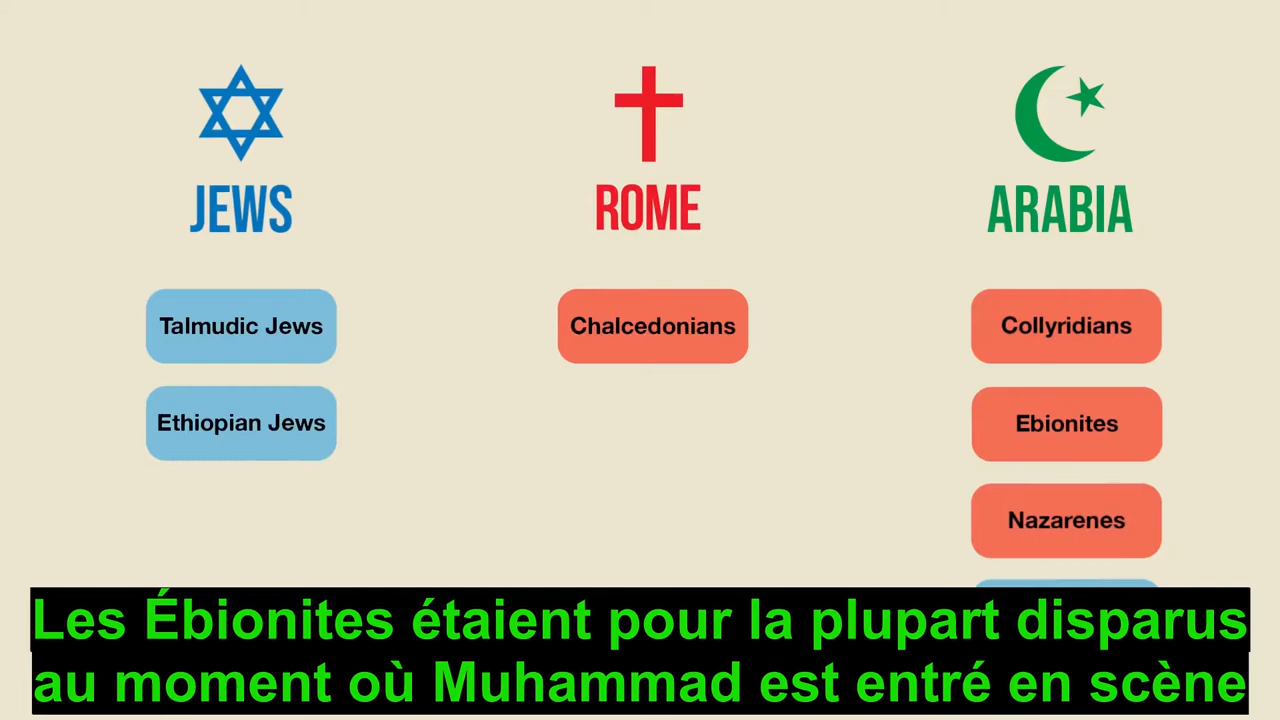 JEWS
ROME
ARABIA
Talmudic Jews
Chalcedonians
Collyridians
Ethiopian Jews
Ebionites
Nazarenes
Les Ébionites étaient pour la plupart disparus
au moment où Muhammad est entré en scène